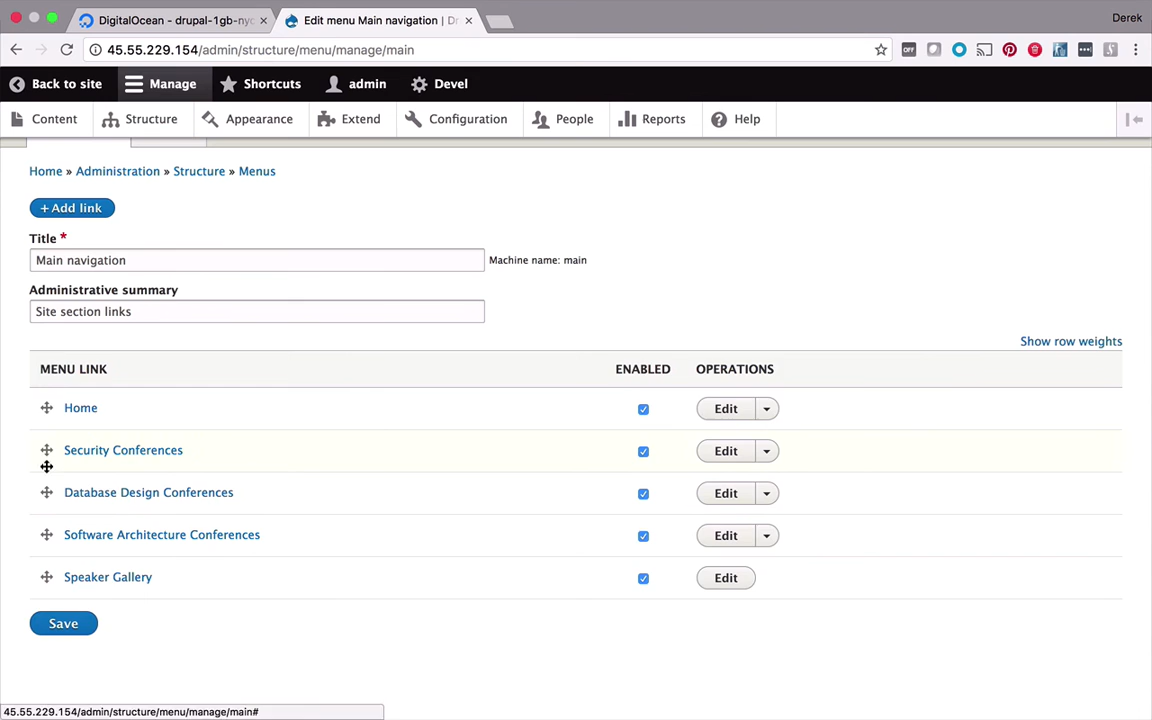 DigitalOcean - drupal-1gb-nyc
Edit menu Main navigation | Dr
Derek
45.55.229.154/admin/structure/menu/manage/main
OFF
Back to site
Manage
Shortcuts
admin
Devel
Content
Structure
Appearance
Extend
Configuration
People
Reports
Help
Home » Administration » Structure » Menus
+ Add link
Title *
Main navigation
Machine name: main
Administrative summary
Site section links
Show row weights
MENU LINK
ENABLED
OPERATIONS
Home
Edit
Security Conferences
Edit
Database Design Conferences
Edit
Software Architecture Conferences
Edit
Speaker Gallery
Edit
Save
45.55.229.154/admin/structure/menu/manage/main#